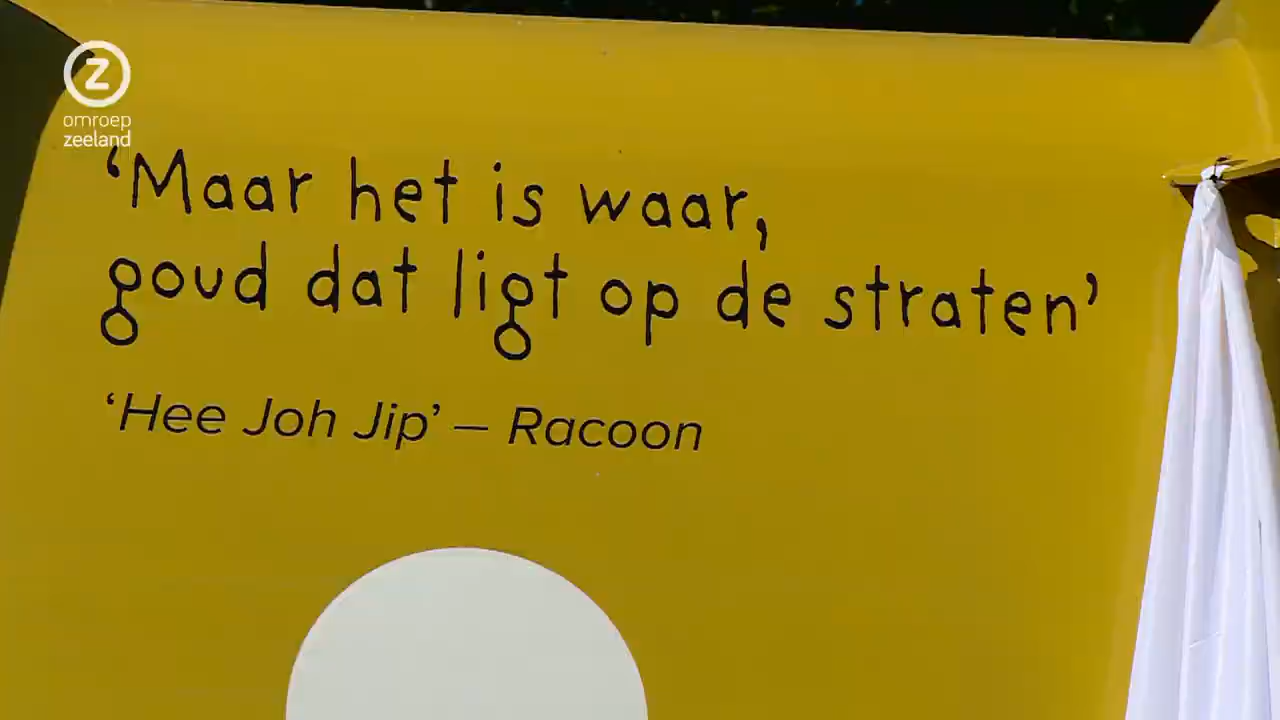 omroep
zeeland
‘Maar het is waar,
goud dat ligt op de straten’
‘Hee Joh Jip’ – Racoon